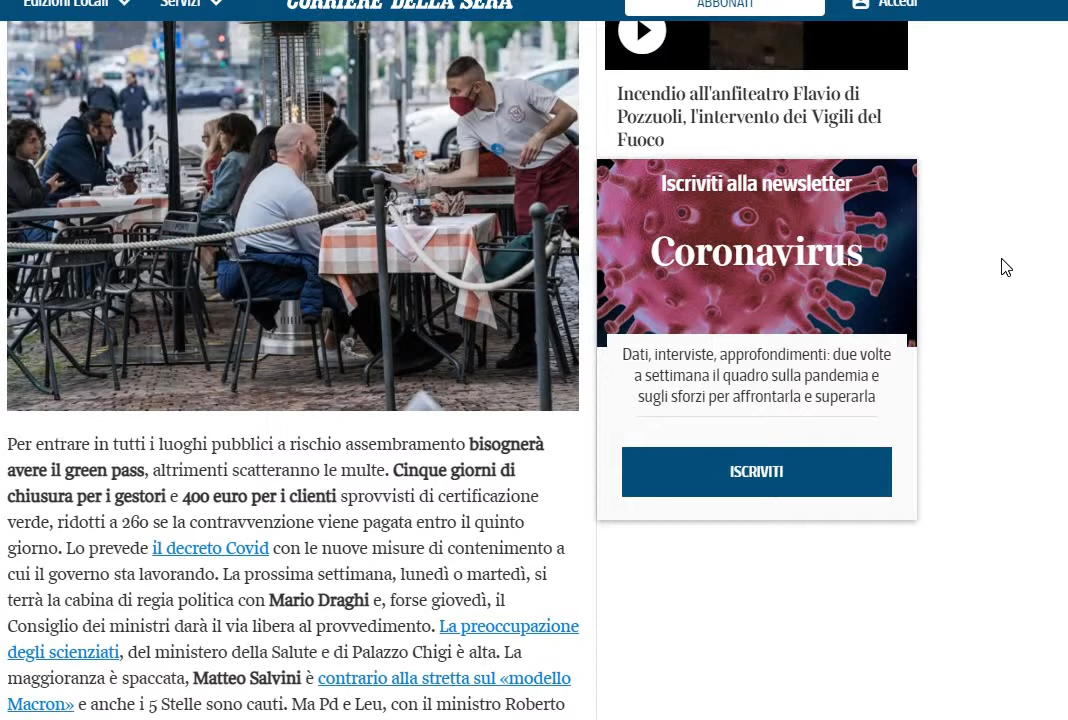 Edizioni Locali
Servizi
CORRIERE DELLA SERA
ABBONATI
Accedi
Incendio all'anfiteatro Flavio di
Pozzuoli, l'intervento dei Vigili del
Fuoco
Iscriviti alla newsletter
Coronavirus
Dati, interviste, approfondimenti: due volte
a settimana il quadro sulla pandemia e
sugli sforzi per affrontarla e superarla
ISCRIVITI
Per entrare in tutti i luoghi pubblici a rischio assembramento bisognerà
avere il green pass, altrimenti scatteranno le multe. Cinque giorni di
chiusura per i gestori e 400 euro per i clienti sprovvisti di certificazione
verde, ridotti a 260 se la contravvenzione viene pagata entro il quinto
giorno. Lo prevede il decreto Covid con le nuove misure di contenimento a
cui il governo sta lavorando. La prossima settimana, lunedì o martedì, si
terrà la cabina di regia politica con Mario Draghi e, forse giovedì, il
Consiglio dei ministri darà il via libera al provvedimento. La preoccupazione
degli scienziati, del ministero della Salute e di Palazzo Chigi è alta. La
maggioranza è spaccata, Matteo Salvini è contrario alla stretta sul «modello
Macron» e anche i 5 Stelle sono cauti. Ma Pd e Leu, con il ministro Roberto